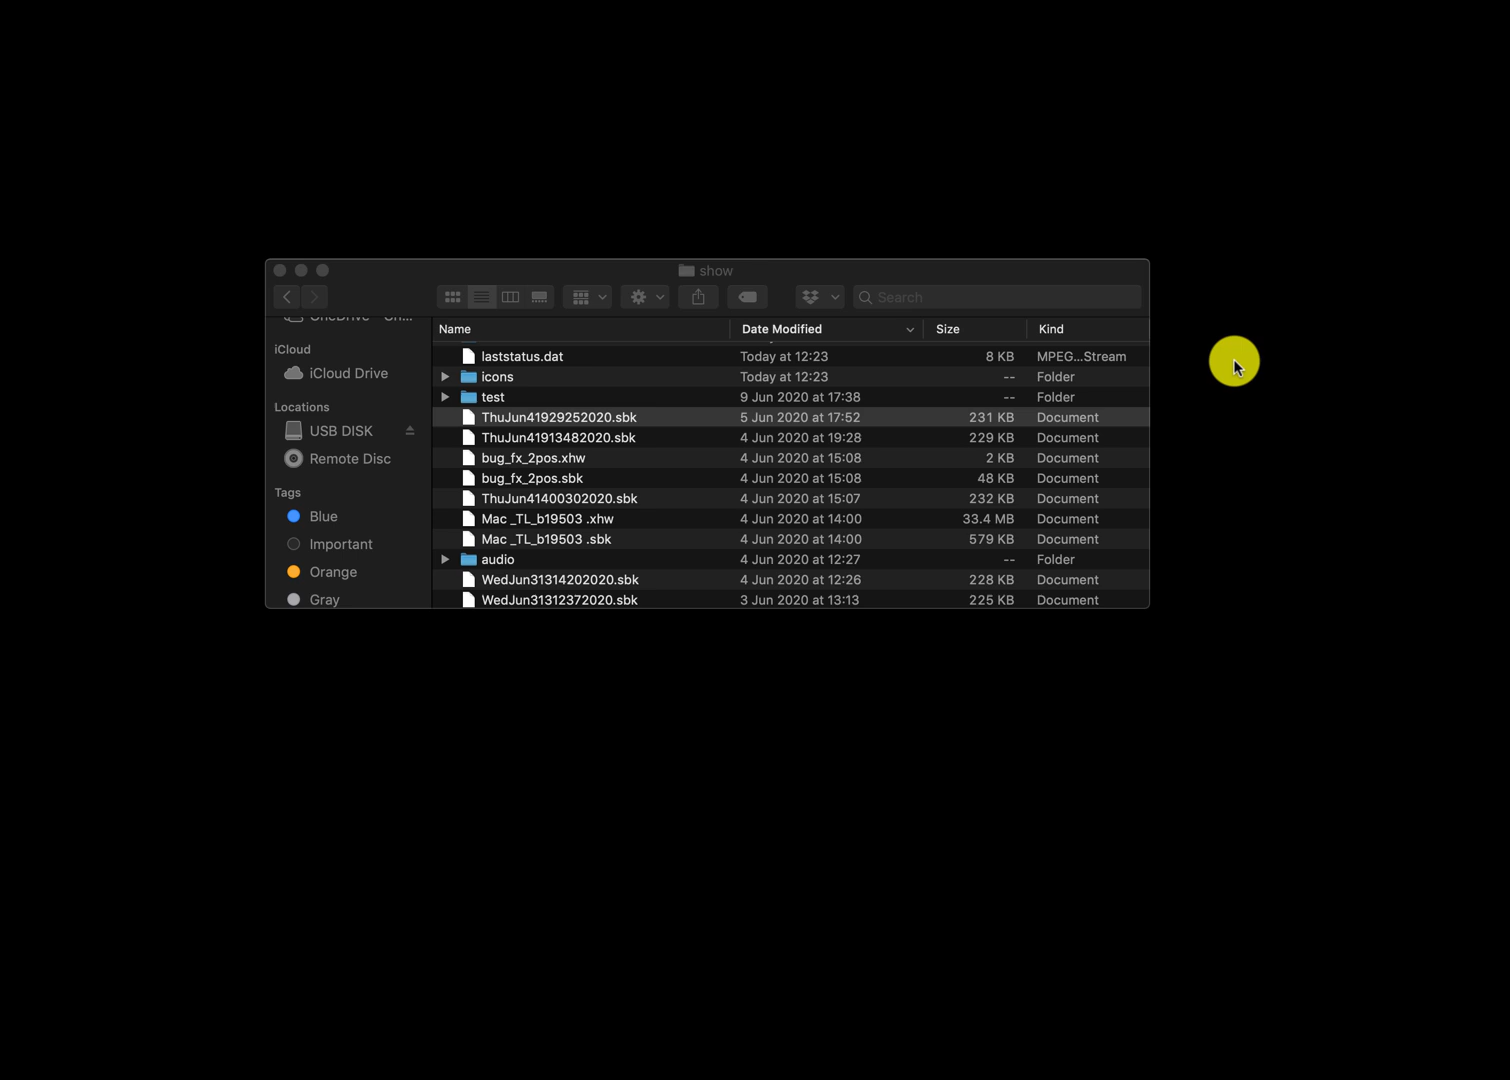 show
Search
OneDrive – On...
iCloud
iCloud Drive
Locations
USB DISK
Remote Disc
Tags
Blue
Important
Orange
Gray
Name Date Modified Size Kind
laststatus.dat Today at 12:23 8 KB MPEG...Stream
icons Today at 12:23 -- Folder
test 9 Jun 2020 at 17:38 -- Folder
ThuJun41929252020.sbk 5 Jun 2020 at 17:52 231 KB Document
ThuJun41913482020.sbk 4 Jun 2020 at 19:28 229 KB Document
bug_fx_2pos.xhw 4 Jun 2020 at 15:08 2 KB Document
bug_fx_2pos.sbk 4 Jun 2020 at 15:08 48 KB Document
ThuJun41400302020.sbk 4 Jun 2020 at 15:07 232 KB Document
Mac _TL_b19503 .xhw 4 Jun 2020 at 14:00 33.4 MB Document
Mac _TL_b19503 .sbk 4 Jun 2020 at 14:00 579 KB Document
audio 4 Jun 2020 at 12:27 -- Folder
WedJun31314202020.sbk 4 Jun 2020 at 12:26 228 KB Document
WedJun31312372020.sbk 3 Jun 2020 at 13:13 225 KB Document